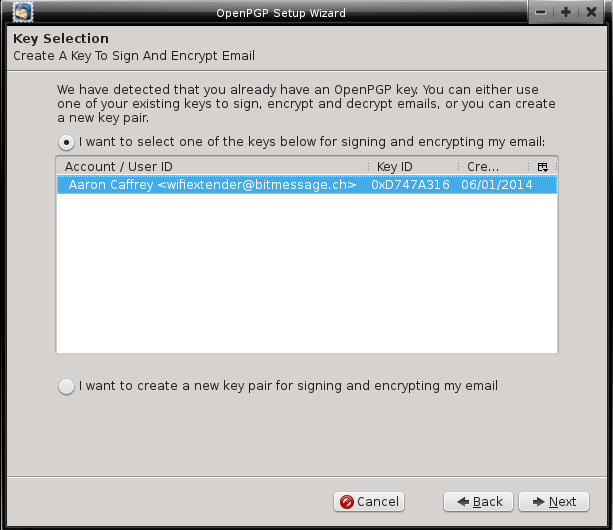 OpenPGP Setup Wizard
Key Selection
Create A Key To Sign And Encrypt Email
We have detected that you already have an OpenPGP key. You can either use
one of your existing keys to sign, encrypt and decrypt emails, or you can create
a new key pair.
I want to select one of the keys below for signing and encrypting my email:
Account / User ID Key ID Cre...
Aaron Caffrey <wifiextender@bitmessage.ch> 0xD747A316 06/01/2014
I want to create a new key pair for signing and encrypting my email
Cancel Back Next